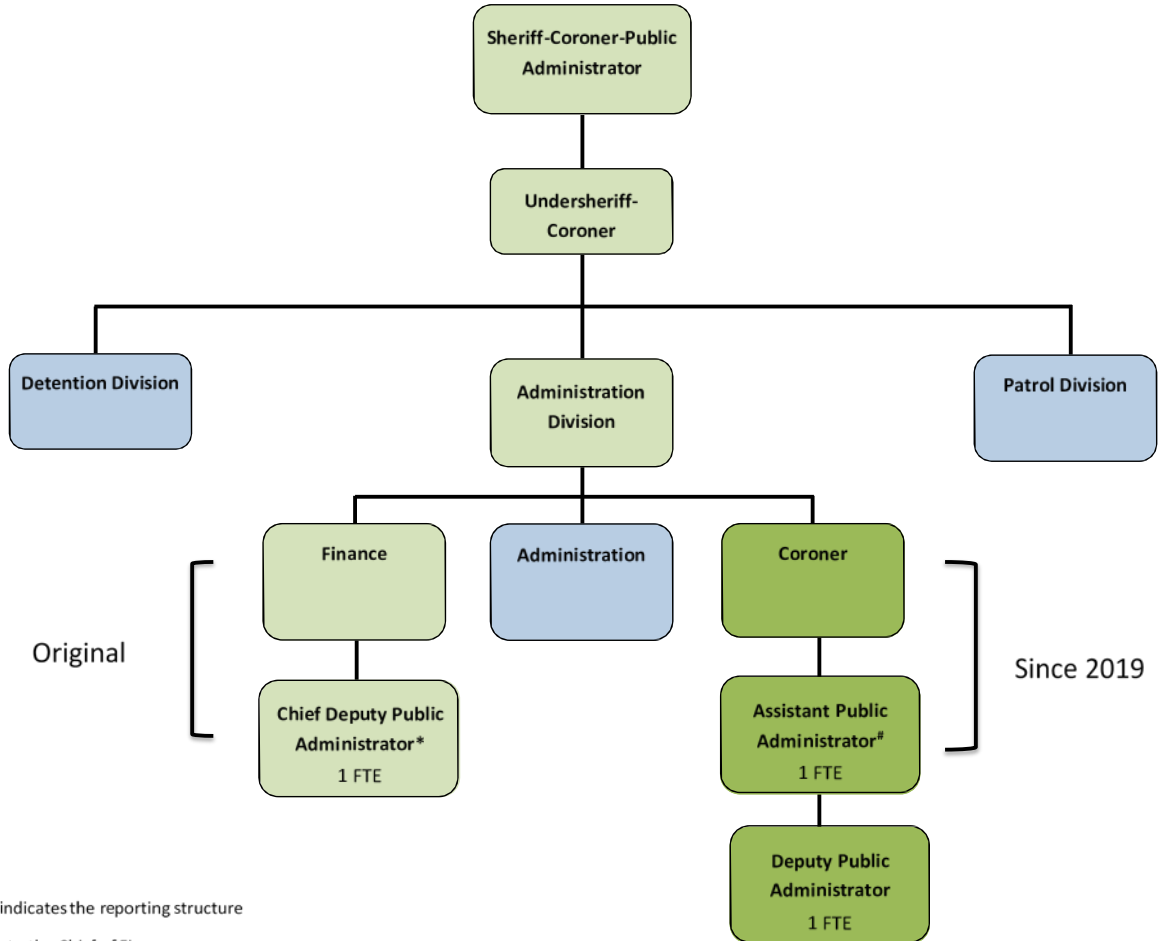 Sheriff-Coroner-Public
Administrator
Undersheriff-
Coroner
Detention Division
Administration
Division
Patrol Division
Finance
Administration
Coroner
Original
Since 2019
Chief Deputy Public
Administrator*
1 FTE
Assistant Public
Administrator#
1 FTE
Deputy Public
Administrator
1 FTE
indicates the reporting structure